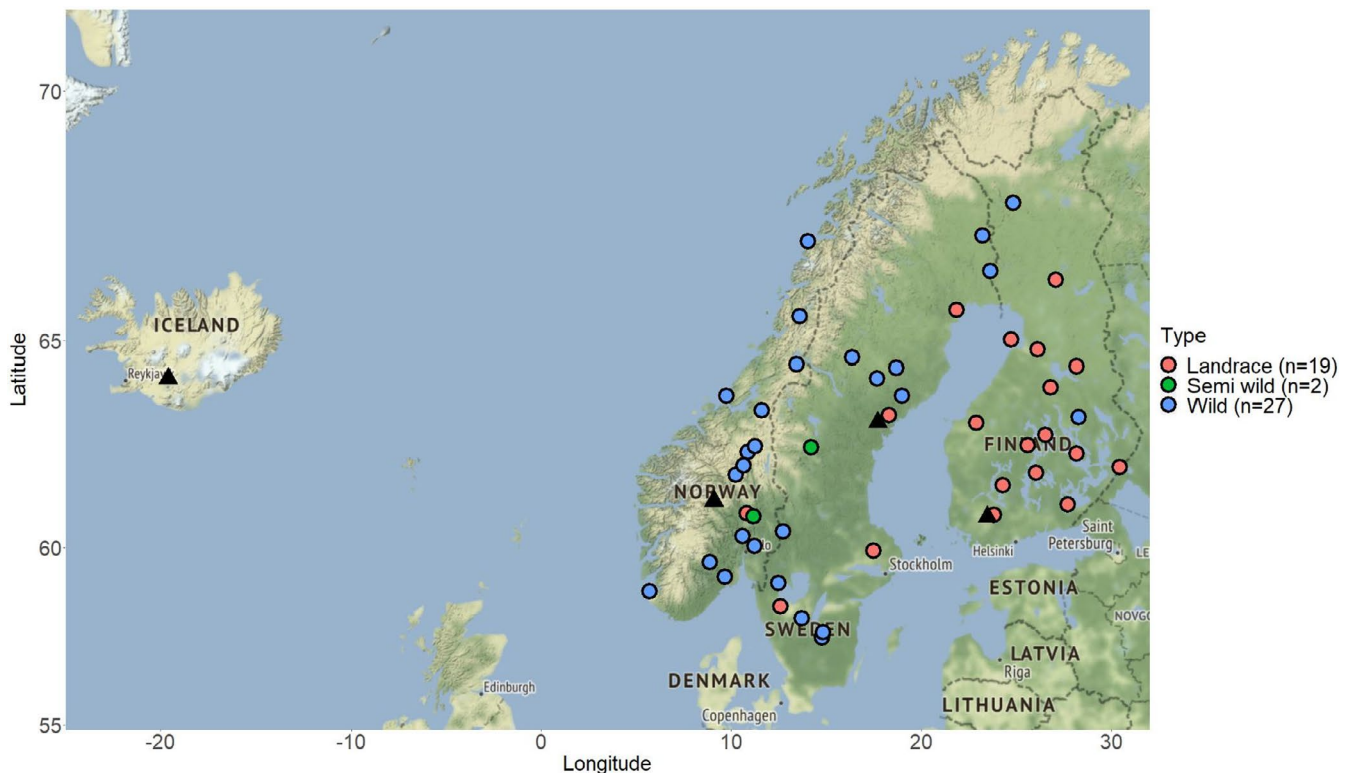 70
65
60
55
Latitude
-20
-10
0
10
20
30
Longitude
ICELAND
NORWAY
FINLAND
SWEDEN
Stockholm
Helsinki
Saint
Petersburg
ESTONIA
LATVIA
Riga
LITHUANIA
DENMARK
Copenhagen
Edinburgh
Type
Landrace (n=19)
Semi wild (n=2)
Wild (n=27)